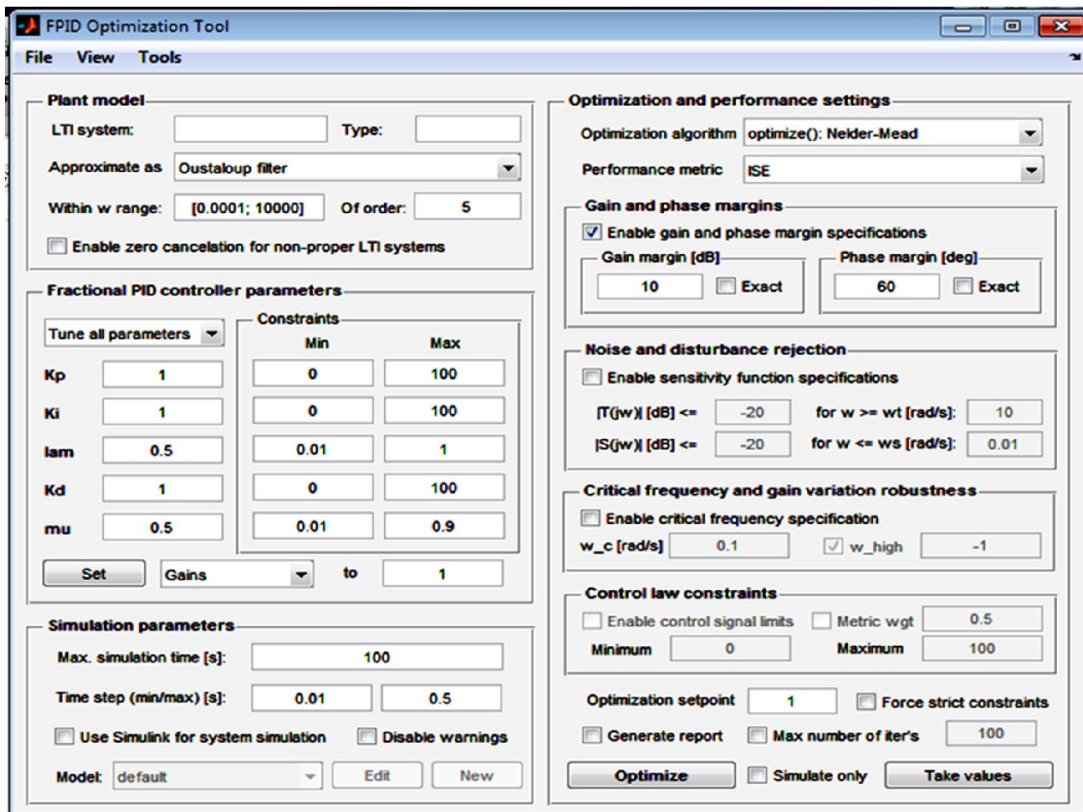 FPID Optimization Tool
File View Tools
Plant model
LTI system: Type:
Approximate as Oustaloup filter
Within w range: [0.0001; 10000] Of order: 5
Enable zero cancelation for non-proper LTI systems
Fractional PID controller parameters
Tune all parameters
Constraints
Min Max
Kp 1 0 100
Ki 1 0 100
lam 0.5 0.01 1
Kd 1 0 100
mu 0.5 0.01 0.9
Set Gains to 1
Simulation parameters
Max. simulation time [s]: 100
Time step (min/max) [s]: 0.01 0.5
Use Simulink for system simulation Disable warnings
Model: default Edit New
Optimization and performance settings
Optimization algorithm optimize(): Nelder-Mead
Performance metric ISE
Gain and phase margins
Enable gain and phase margin specifications
Gain margin [dB] Phase margin [deg]
10 Exact 60 Exact
Noise and disturbance rejection
Enable sensitivity function specifications
|T(jw)| [dB] <= -20 for w >= wt [rad/s]: 10
|S(jw)| [dB] <= -20 for w <= ws [rad/s]: 0.01
Critical frequency and gain variation robustness
Enable critical frequency specification
w_c [rad/s] 0.1 w_high -1
Control law constraints
Enable control signal limits Metric wgt 0.5
Minimum 0 Maximum 100
Optimization setpoint 1 Force strict constraints
Generate report Max number of iter's 100
Optimize Simulate only Take values